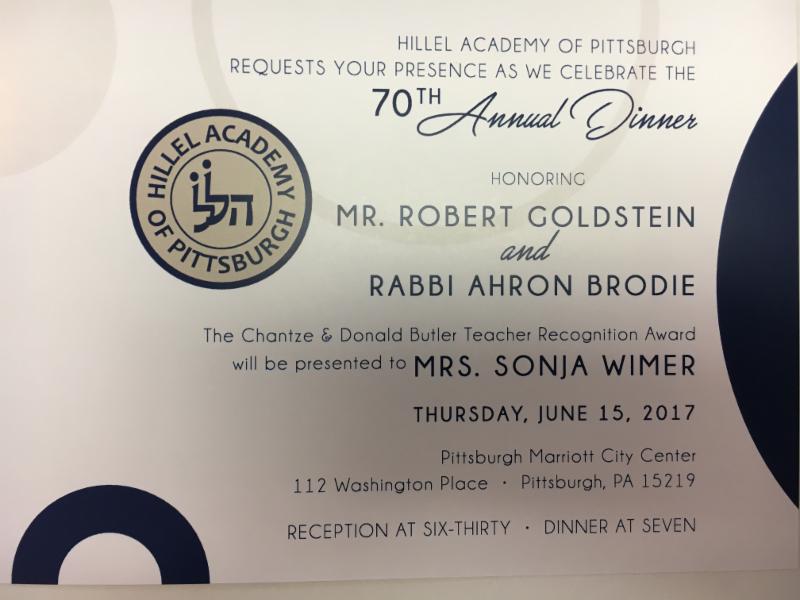 HILLEL ACADEMY OF PITTSBURGH
REQUESTS YOUR PRESENCE AS WE CELEBRATE THE
70TH Annual Dinner
HILLEL ACADEMY
OF PITTSBURGH
HONORING
MR. ROBERT GOLDSTEIN
and
RABBI AHRON BRODIE
The Chantze & Donald Butler Teacher Recognition Award
will be presented to MRS. SONJA WIMER
THURSDAY, JUNE 15, 2017
Pittsburgh Marriott City Center
112 Washington Place · Pittsburgh, PA 15219
RECEPTION AT SIX-THIRTY · DINNER AT SEVEN